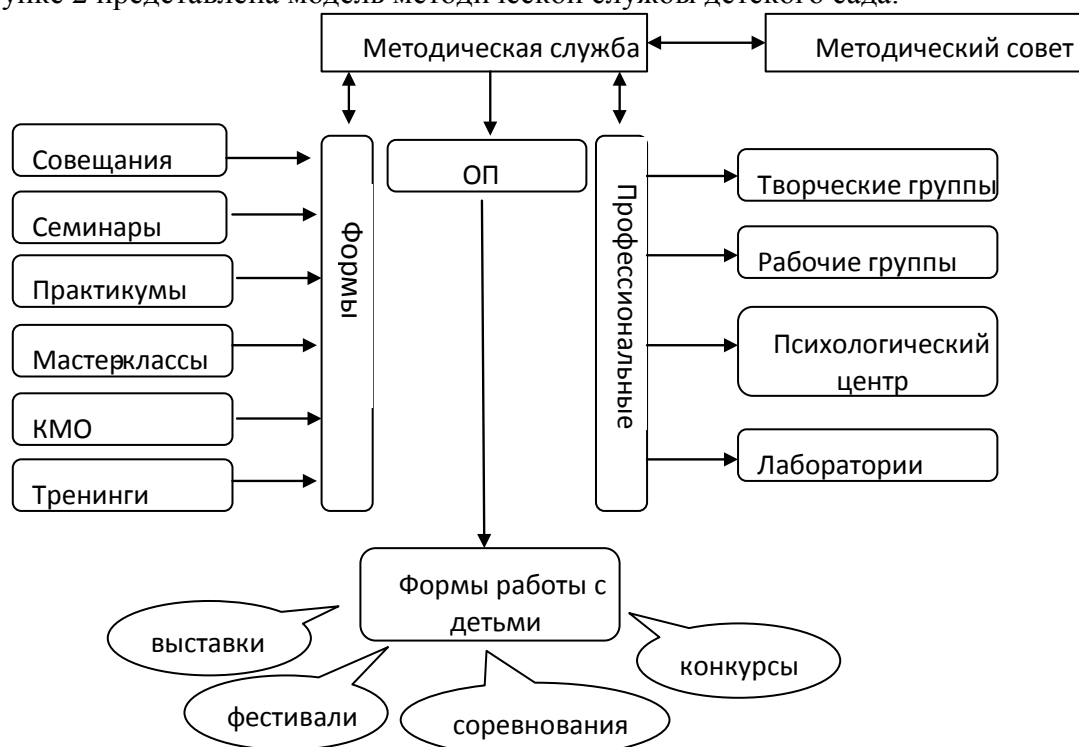 унке 2 представлена модель методической службы детского сада.
Методическая служба
Методический совет
Совещания
Семинары
Практикумы
Мастерклассы
КМО
Тренинги
Формы
ОП
Профессиональные
Творческие группы
Рабочие группы
Психологический
центр
Лаборатории
Формы работы с
детьми
выставки
фестивали
соревнования
конкурсы